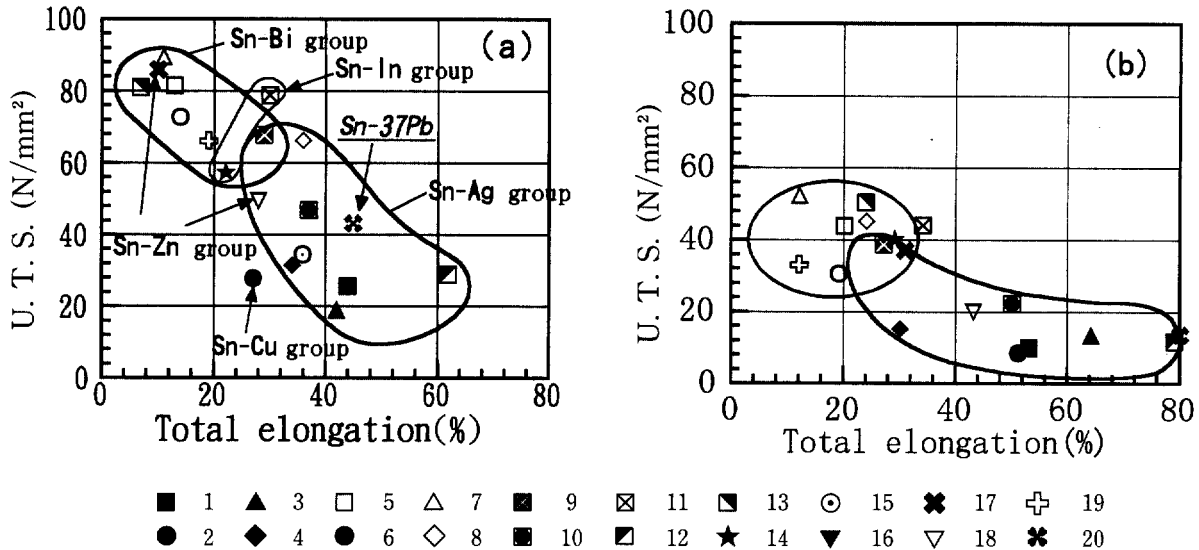 (a)
(b)
U. T. S. (N/mm²)
100
80
60
40
20
0
Sn-Bi group
Sn-In group
Sn-37Pb
Sn-Ag group
Sn-Zn group
Sn-Cu group
0 20 40 60 80
Total elongation(%)
U. T. S. (N/mm²)
100
80
60
40
20
0
0 20 40 60 80
Total elongation(%)
1 3 5 7 9 11 13 15 17 19
2 4 6 8 10 12 14 16 18 20